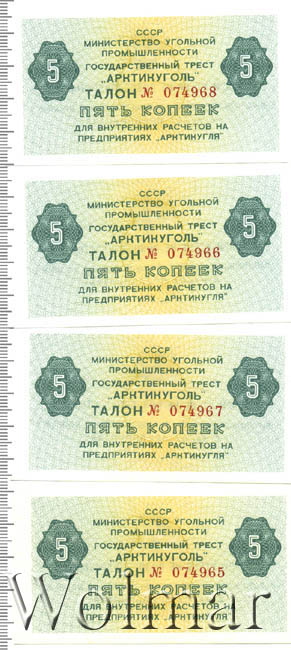 СССР
МИНИСТЕРСТВО УГОЛЬНОЙ
ПРОМЫШЛЕННОСТИ
ГОСУДАРСТВЕННЫЙ ТРЕСТ
5 „АРКТИКУГОЛЬ" 5
ТАЛОН № 074968
ПЯТЬ КОПЕЕК
ДЛЯ ВНУТРЕННИХ РАСЧЕТОВ НА
ПРЕДПРИЯТИЯХ „АРКТИКУГЛЯ"
СССР
МИНИСТЕРСТВО УГОЛЬНОЙ
ПРОМЫШЛЕННОСТИ
ГОСУДАРСТВЕННЫЙ ТРЕСТ
5 „АРКТИКУГОЛЬ" 5
ТАЛОН № 074966
ПЯТЬ КОПЕЕК
ДЛЯ ВНУТРЕННИХ РАСЧЕТОВ НА
ПРЕДПРИЯТИЯХ „АРКТИКУГЛЯ"
СССР
МИНИСТЕРСТВО УГОЛЬНОЙ
ПРОМЫШЛЕННОСТИ
ГОСУДАРСТВЕННЫЙ ТРЕСТ
5 „АРКТИКУГОЛЬ" 5
ТАЛОН № 074967
ПЯТЬ КОПЕЕК
ДЛЯ ВНУТРЕННИХ РАСЧЕТОВ НА
ПРЕДПРИЯТИЯХ „АРКТИКУГЛЯ"
СССР
МИНИСТЕРСТВО УГОЛЬНОЙ
ПРОМЫШЛЕННОСТИ
ГОСУДАРСТВЕННЫЙ ТРЕСТ
5 „АРКТИКУГОЛЬ" 5
ТАЛОН № 074965
ПЯТЬ КОПЕЕК
ДЛЯ ВНУТРЕННИХ РАСЧЕТОВ НА
ПРЕДПРИЯТИЯХ „АРКТИКУГЛЯ"
Wolmar